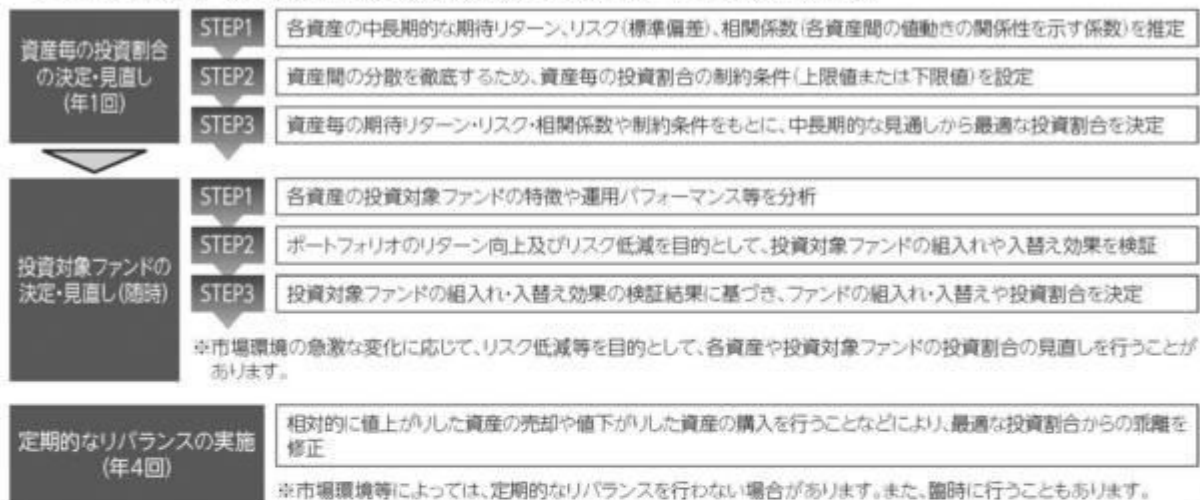 資産毎の投資割合
の決定・見直し
(年1回)
STEP1
各資産の中長期的な期待リターン、リスク(標準偏差)、相関係数(各資産間の値動きの関係性を示す係数)を推定
STEP2
資産間の分散を徹底するため、資産毎の投資割合の制約条件(上限値または下限値)を設定
STEP3
資産毎の期待リターン・リスク・相関係数や制約条件をもとに、中長期的な見通しから最適な投資割合を決定
投資対象ファンドの
決定・見直し(随時)
STEP1
各資産の投資対象ファンドの特徴や運用パフォーマンス等を分析
STEP2
ポートフォリオのリターン向上及びリスク低減を目的として、投資対象ファンドの組入れや入替え効果を検証
STEP3
投資対象ファンドの組入れ・入替え効果の検証結果に基づき、ファンドの組入れ・入替えや投資割合を決定
※市場環境の急激な変化に応じて、リスク低減等を目的として、各資産や投資対象ファンドの投資割合の見直しを行うことが
あります。
定期的なリバランスの実施
(年4回)
相対的に値上がりした資産の売却や値下がりした資産の購入を行うことなどにより、最適な投資割合からの乖離を
修正
※市場環境等によっては、定期的なリバランスを行わない場合があります。また、臨時に行うこともあります。